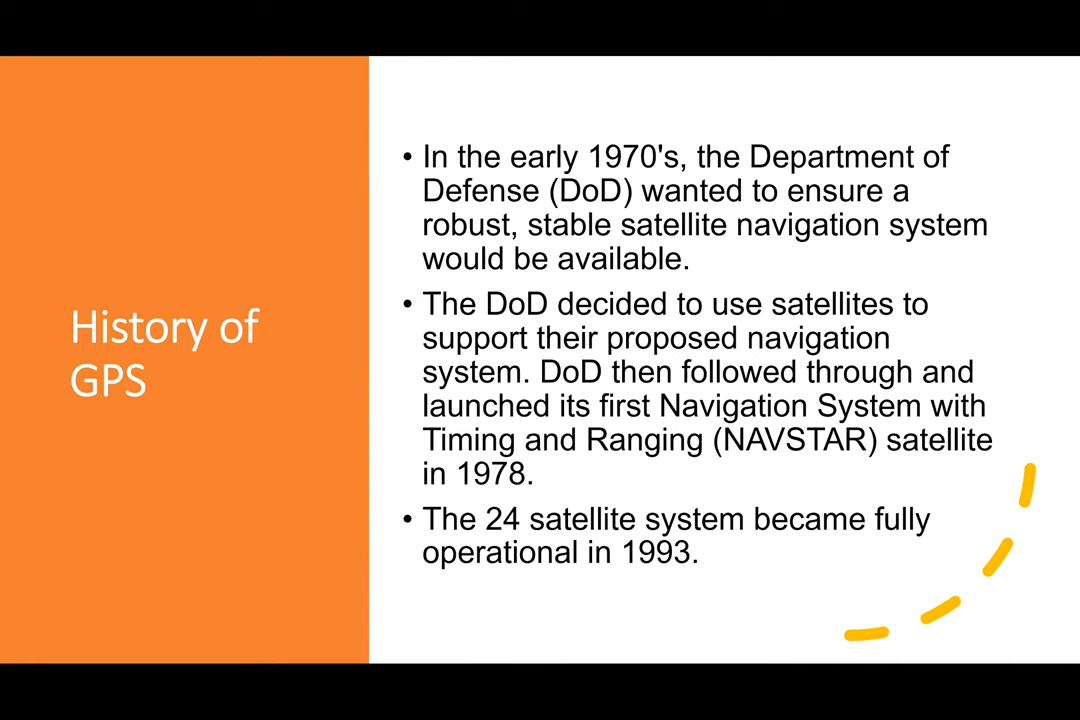 History of
GPS
• In the early 1970's, the Department of
Defense (DoD) wanted to ensure a
robust, stable satellite navigation system
would be available.
• The DoD decided to use satellites to
support their proposed navigation
system. DoD then followed through and
launched its first Navigation System with
Timing and Ranging (NAVSTAR) satellite
in 1978.
• The 24 satellite system became fully
operational in 1993.